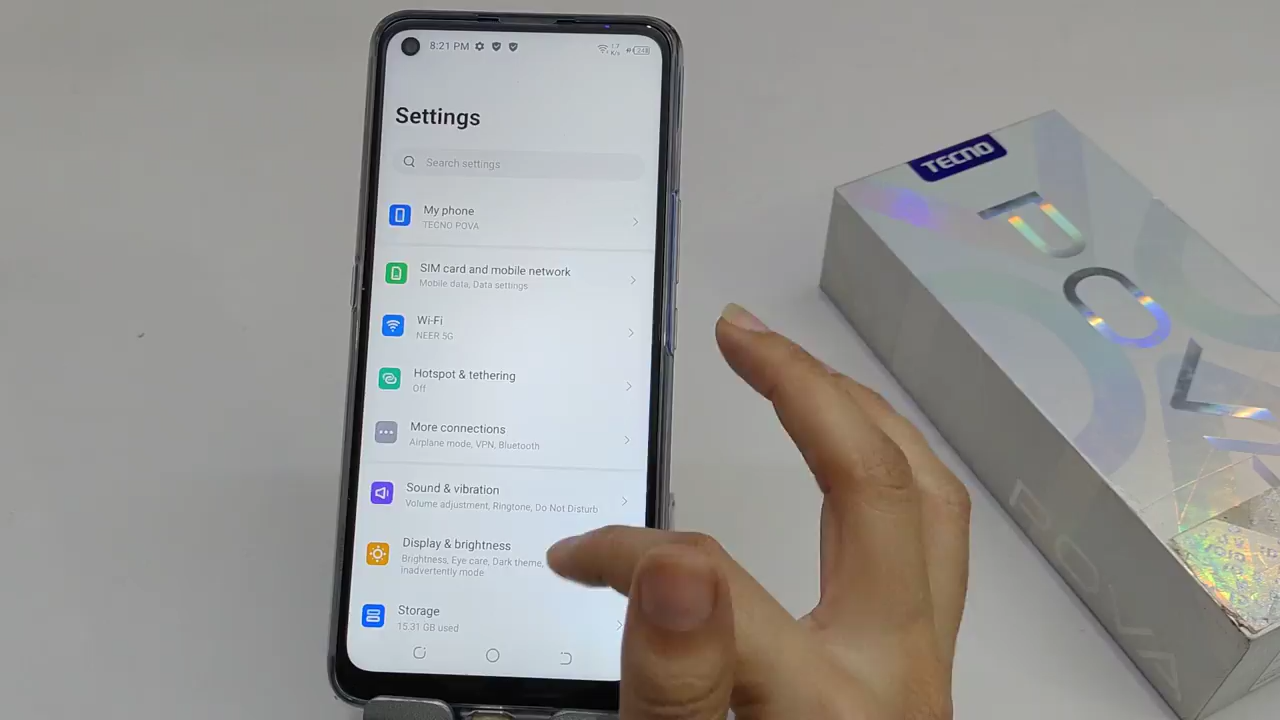 8:21 PM
Settings
Search settings
My phone
TECNO POVA
SIM card and mobile network
Mobile data, Data settings
Wi-Fi
NEER 5G
Hotspot & tethering
Off
More connections
Airplane mode, VPN, Bluetooth
Sound & vibration
Volume adjustment, Ringtone, Do Not Disturb
Display & brightness
Brightness, Eye care, Dark theme,
inadvertently mode
Storage
15.31 GB used
TECNO
POVA
POVA